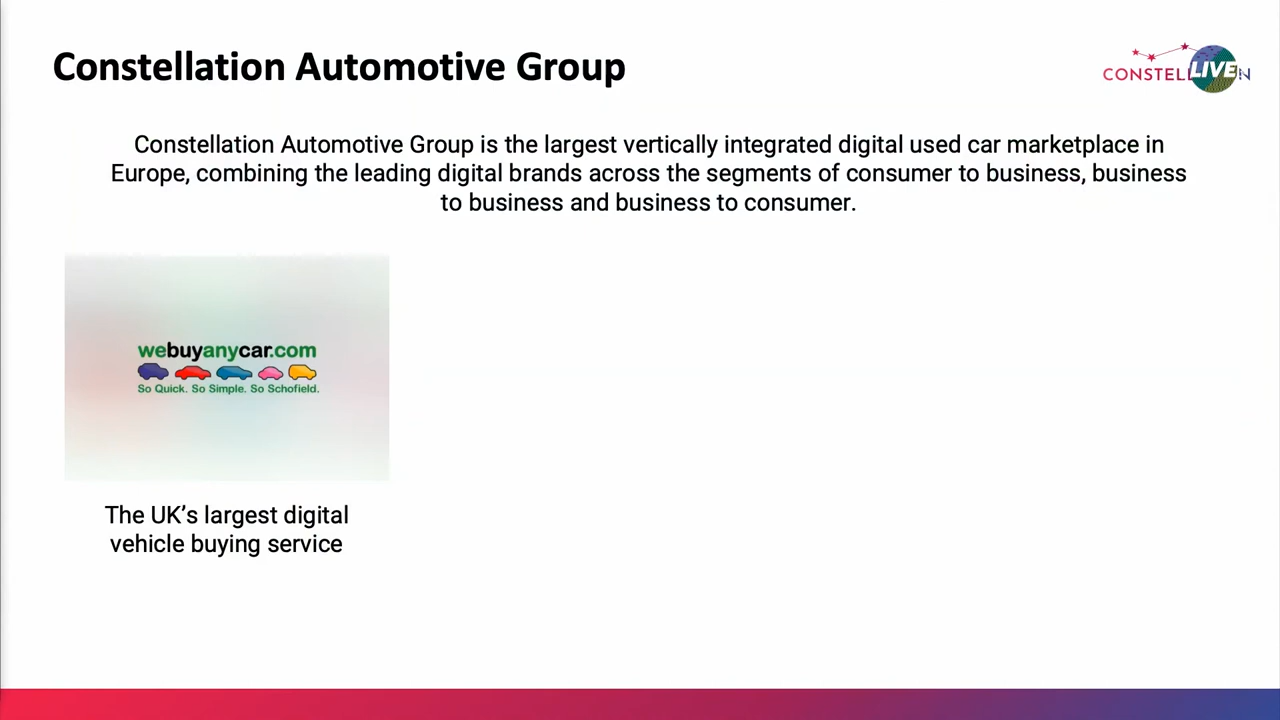 Constellation Automotive Group
CONSTEL
LIVE
N
Constellation Automotive Group is the largest vertically integrated digital used car marketplace in
Europe, combining the leading digital brands across the segments of consumer to business, business
to business and business to consumer.
webuyanycar.com
So Quick. So Simple. So Schofield.
The UK’s largest digital
vehicle buying service